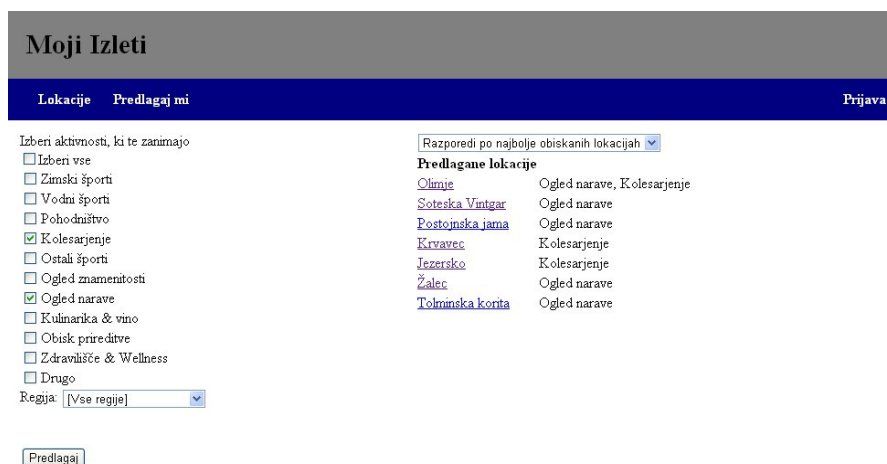 Moji Izleti
Lokacije Predlagaj mi Prijava
Izberi aktivnosti, ki te zanimajo
Izberi vse
Zimski športi
Vodni športi
Pohodništvo
Kolesarjenje
Ostali športi
Ogled znamenitosti
Ogled narave
Kulinarika & vino
Obisk prireditve
Zdravilišče & Wellness
Drugo
Regija: [Vse regije]
Predlagaj
Razporedi po najbolje obiskanih lokacijah
Predlagane lokacije
Olimje Ogled narave, Kolesarjenje
Soteska Vintgar Ogled narave
Postojnska jama Ogled narave
Krvavec Kolesarjenje
Jezersko Kolesarjenje
Žalec Ogled narave
Tolminska korita Ogled narave